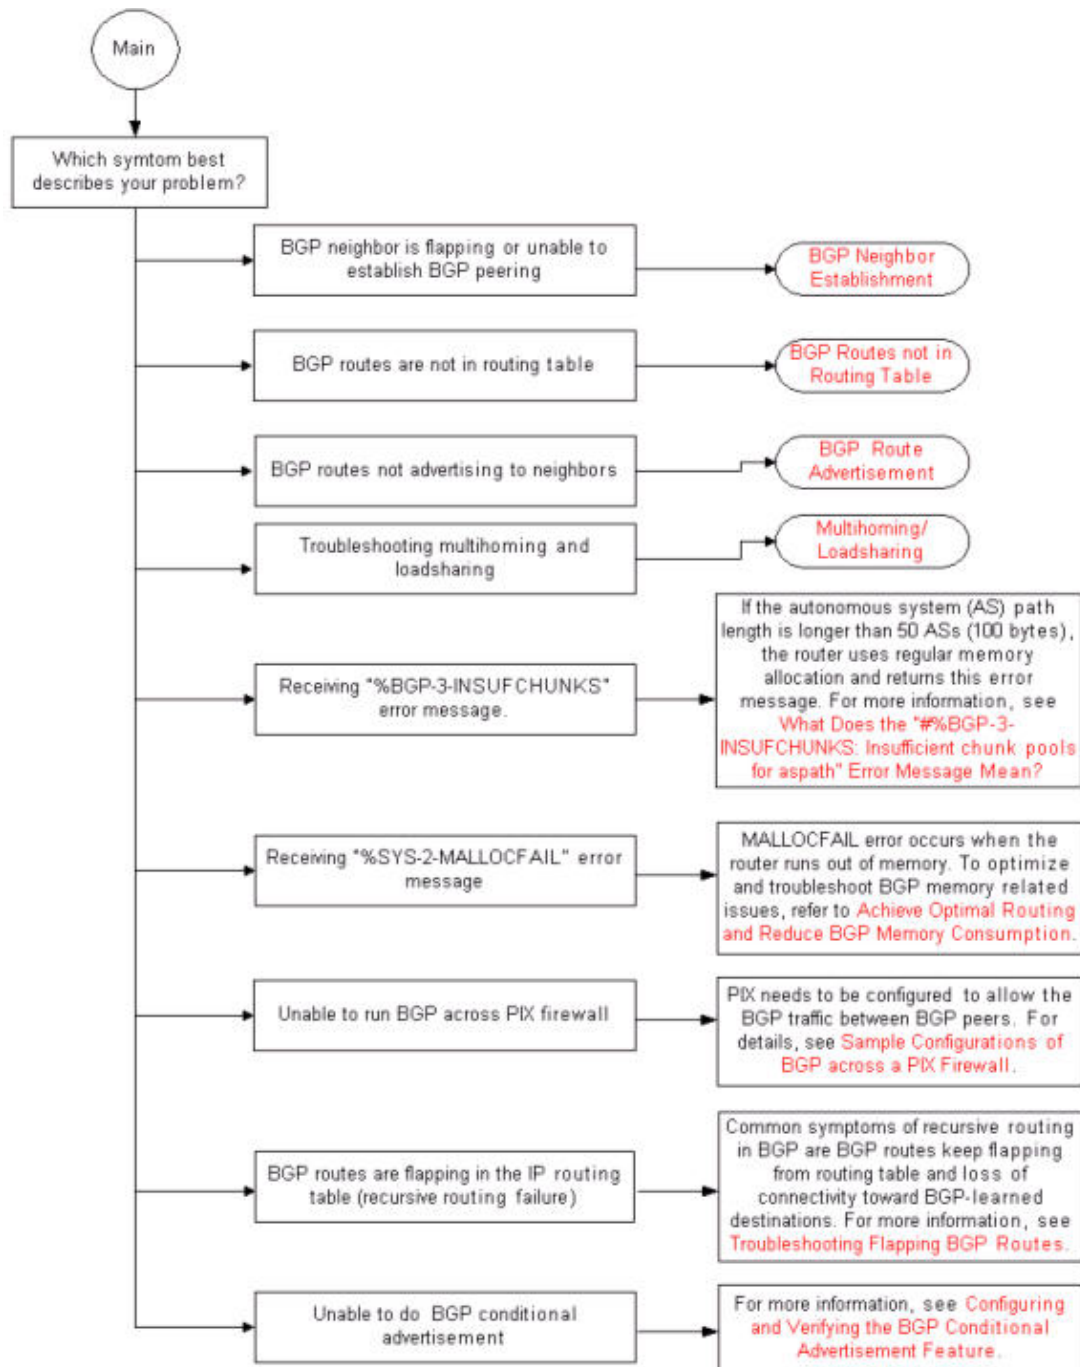 Main
Which symtom best
describes your problem?
BGP neighbor is flapping or unable to
establish BGP peering
BGP Neighbor
Establishment
BGP routes are not in routing table
BGP Routes not in
Routing Table
BGP routes not advertising to neighbors
BGP Route
Advertisement
Troubleshooting multihoming and
loadsharing
Multihoming/
Loadsharing
Receiving "%BGP-3-INSUFCHUNKS"
error message.
If the autonomous system (AS) path
length is longer than 50 ASs (100 bytes),
the router uses regular memory
allocation and returns this error
message. For more information, see
What Does the "#%BGP-3-
INSUFCHUNKS: Insufficient chunk pools
for aspath" Error Message Mean?
Receiving "%SYS-2-MALLOCFAIL" error
message
MALLOCFAIL error occurs when the
router runs out of memory. To optimize
and troubleshoot BGP memory related
issues, refer to Achieve Optimal Routing
and Reduce BGP Memory Consumption.
Unable to run BGP across PIX firewall
PIX needs to be configured to allow the
BGP traffic between BGP peers. For
details, see Sample Configurations of
BGP across a PIX Firewall.
BGP routes are flapping in the IP routing
table (recursive routing failure)
Common symptoms of recursive routing
in BGP are BGP routes keep flapping
from routing table and loss of
connectivity toward BGP-learned
destinations. For more information, see
Troubleshooting Flapping BGP Routes.
Unable to do BGP conditional
advertisement
For more information, see Configuring
and Verifying the BGP Conditional
Advertisement Feature.